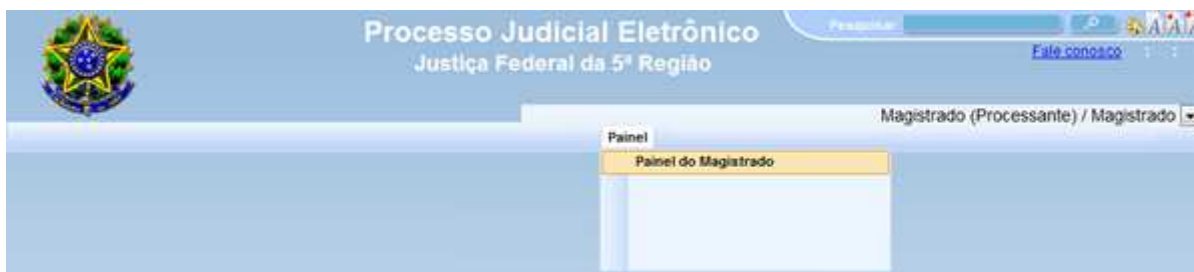 Processo Judicial Eletrônico
Justiça Federal da 5ª Região
Pesquisar:
Fale conosco
Magistrado (Processante) / Magistrado
Painel
Painel do Magistrado